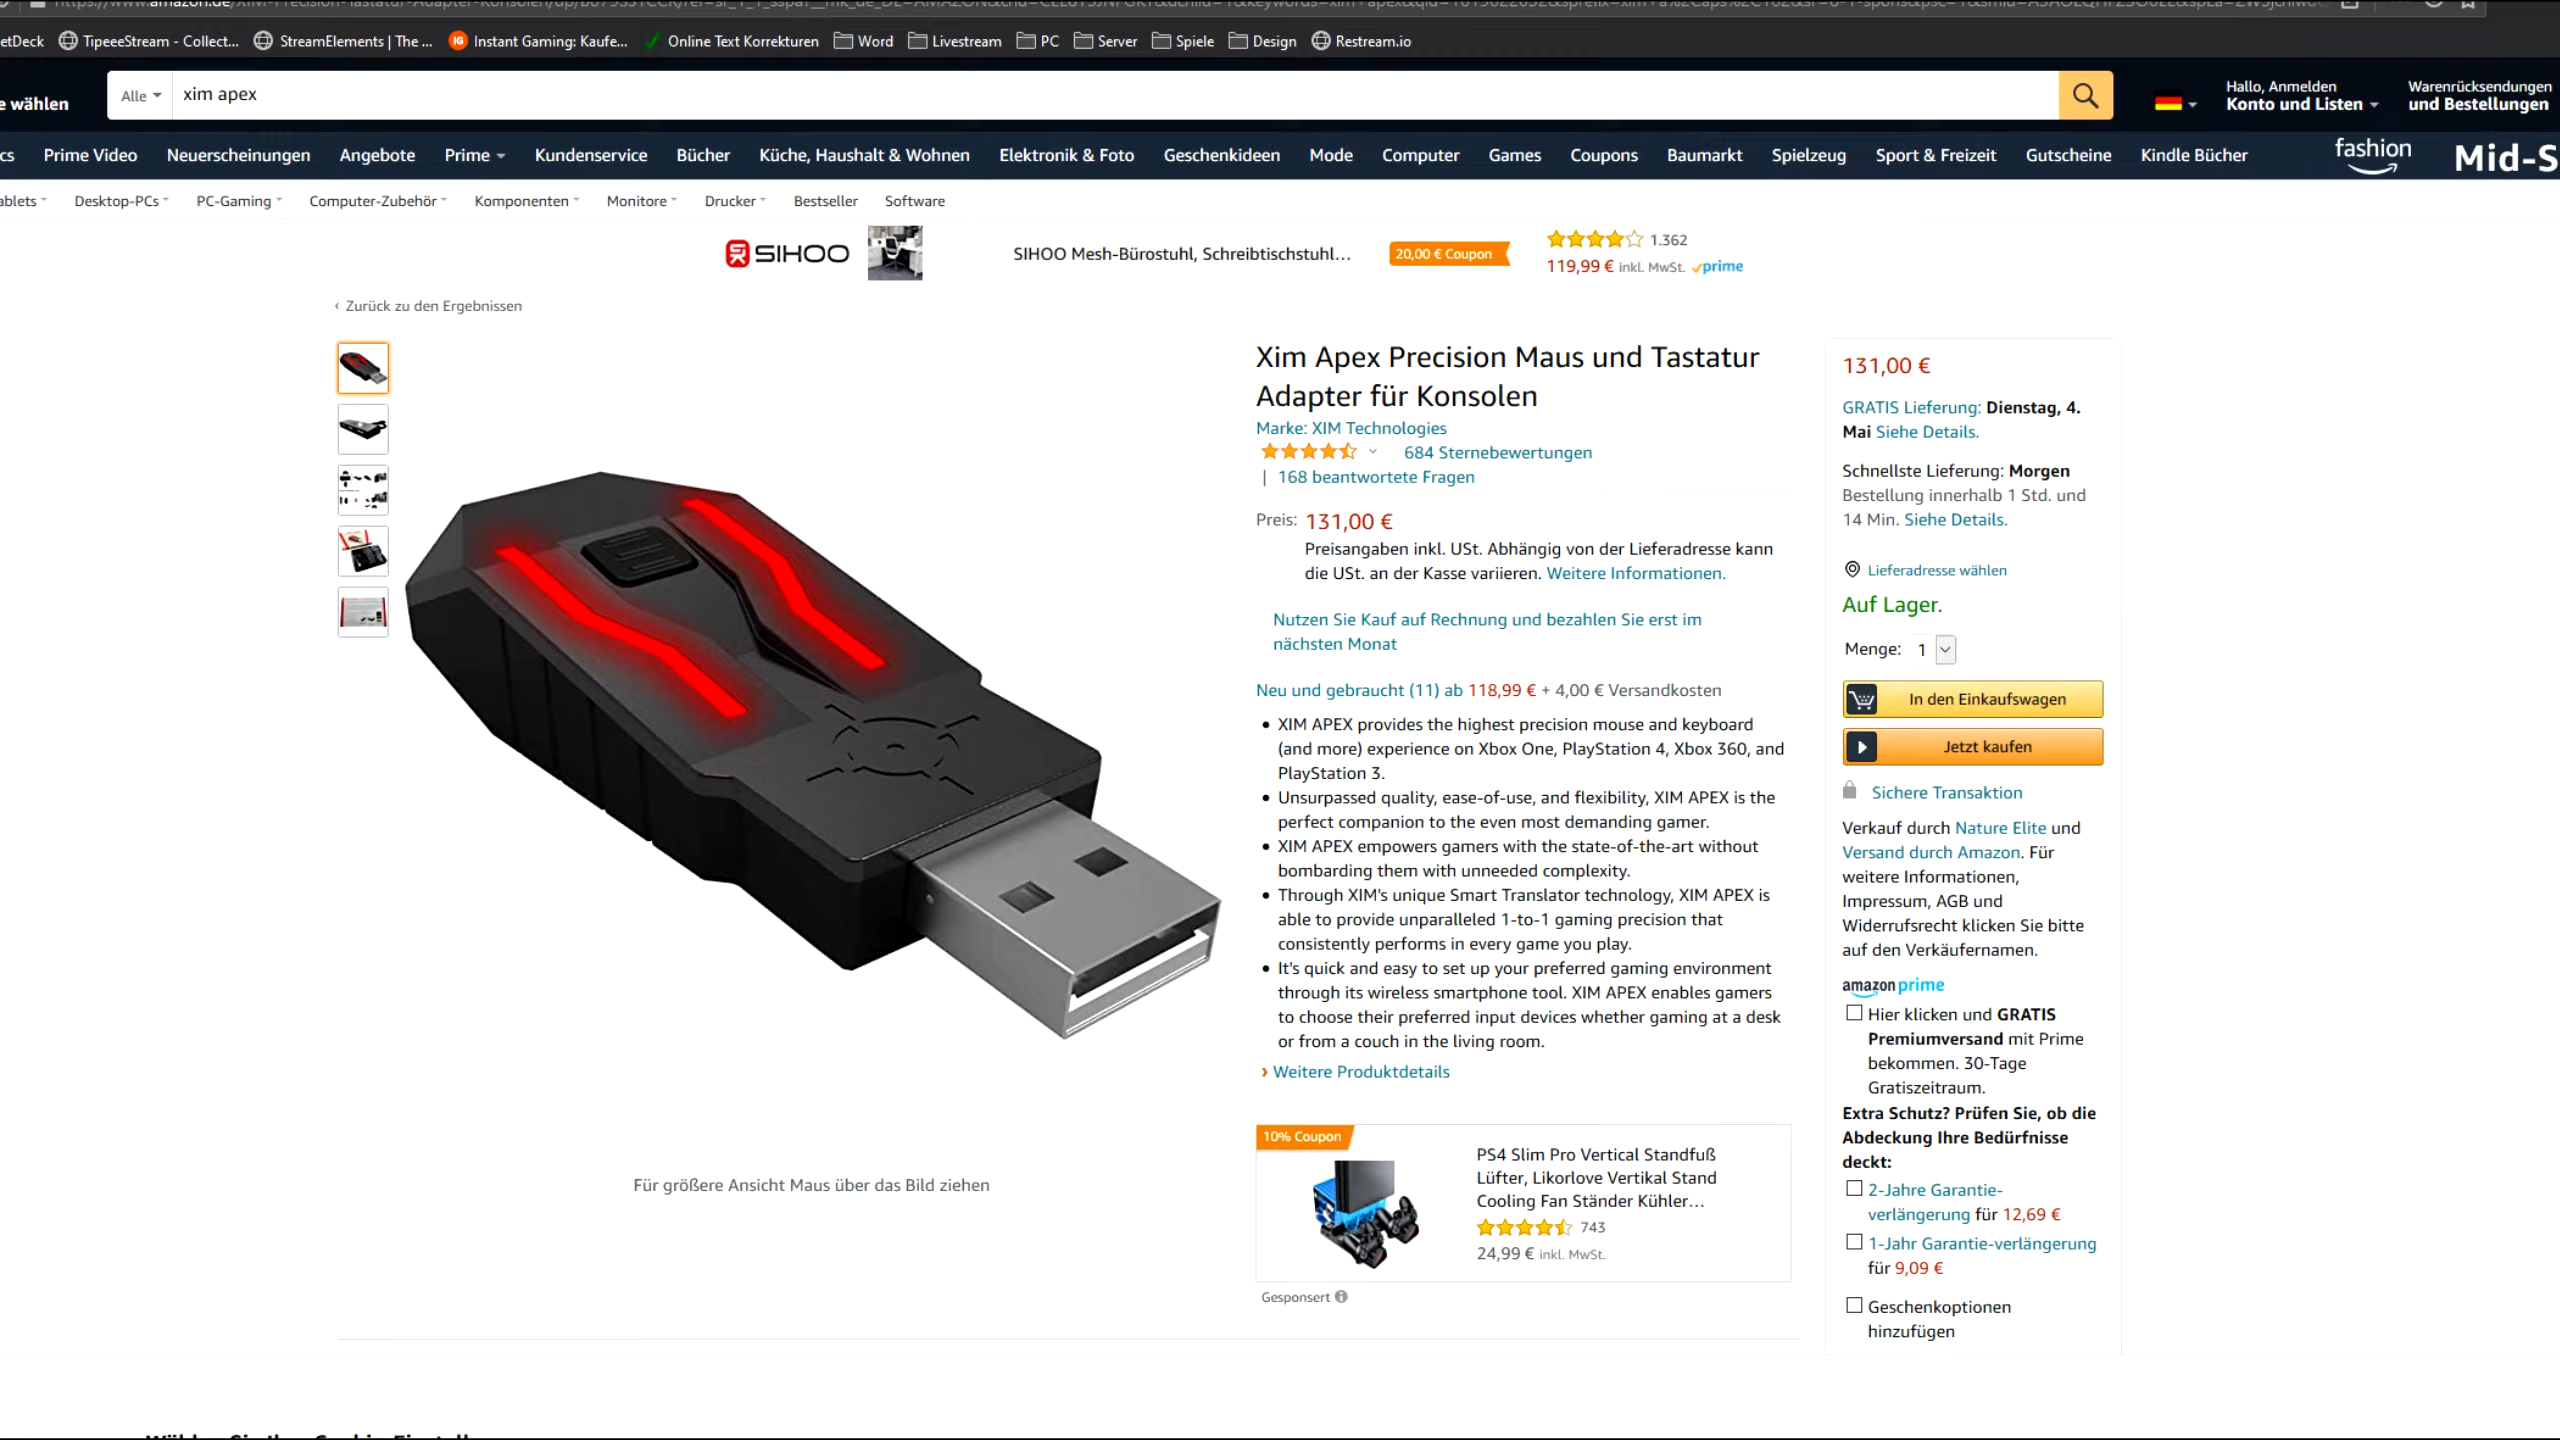 etDeck TipeeeStream - Collect... StreamElements | The ... Instant Gaming: Kaufe... Online Text Korrekturen Word Livestream PC Server Spiele Design Restream.io
e wählen Alle xim apex Hallo, Anmelden Konto und Listen Warenrücksendungen und Bestellungen
cs Prime Video Neuerscheinungen Angebote Prime Kundenservice Bücher Küche, Haushalt & Wohnen Elektronik & Foto Geschenkideen Mode Computer Games Coupons Baumarkt Spielzeug Sport & Freizeit Gutscheine Kindle Bücher fashion Mid-S
ablets Desktop-PCs PC-Gaming Computer-Zubehör Komponenten Monitore Drucker Bestseller Software
SIHOO SIHOO Mesh-Bürostuhl, Schreibtischstuhl... 20,00 € Coupon 1.362
119,99 € inkl. MwSt. prime
‹ Zurück zu den Ergebnissen
Xim Apex Precision Maus und Tastatur
Adapter für Konsolen
Marke: XIM Technologies
684 Sternebewertungen
| 168 beantwortete Fragen
Preis: 131,00 €
Preisangaben inkl. USt. Abhängig von der Lieferadresse kann
die USt. an der Kasse variieren. Weitere Informationen.
Nutzen Sie Kauf auf Rechnung und bezahlen Sie erst im
nächsten Monat
Neu und gebraucht (11) ab 118,99 € + 4,00 € Versandkosten
• XIM APEX provides the highest precision mouse and keyboard
(and more) experience on Xbox One, PlayStation 4, Xbox 360, and
PlayStation 3.
• Unsurpassed quality, ease-of-use, and flexibility, XIM APEX is the
perfect companion to the even most demanding gamer.
• XIM APEX empowers gamers with the state-of-the-art without
bombarding them with unneeded complexity.
• Through XIM's unique Smart Translator technology, XIM APEX is
able to provide unparalleled 1-to-1 gaming precision that
consistently performs in every game you play.
• It's quick and easy to set up your preferred gaming environment
through its wireless smartphone tool. XIM APEX enables gamers
to choose their preferred input devices whether gaming at a desk
or from a couch in the living room.
› Weitere Produktdetails
Für größere Ansicht Maus über das Bild ziehen
10% Coupon
PS4 Slim Pro Vertical Standfuß
Lüfter, Likorlove Vertikal Stand
Cooling Fan Ständer Kühler...
743
24,99 € inkl. MwSt.
Gesponsert
131,00 €
GRATIS Lieferung: Dienstag, 4.
Mai Siehe Details.
Schnellste Lieferung: Morgen
Bestellung innerhalb 1 Std. und
14 Min. Siehe Details.
Lieferadresse wählen
Auf Lager.
Menge: 1
In den Einkaufswagen
Jetzt kaufen
Sichere Transaktion
Verkauf durch Nature Elite und
Versand durch Amazon. Für
weitere Informationen,
Impressum, AGB und
Widerrufsrecht klicken Sie bitte
auf den Verkäufernamen.
amazon prime
Hier klicken und GRATIS
Premiumversand mit Prime
bekommen. 30-Tage
Gratiszeitraum.
Extra Schutz? Prüfen Sie, ob die
Abdeckung Ihre Bedürfnisse
deckt:
2-Jahre Garantie-
verlängerung für 12,69 €
1-Jahr Garantie-verlängerung
für 9,09 €
Geschenkoptionen
hinzufügen